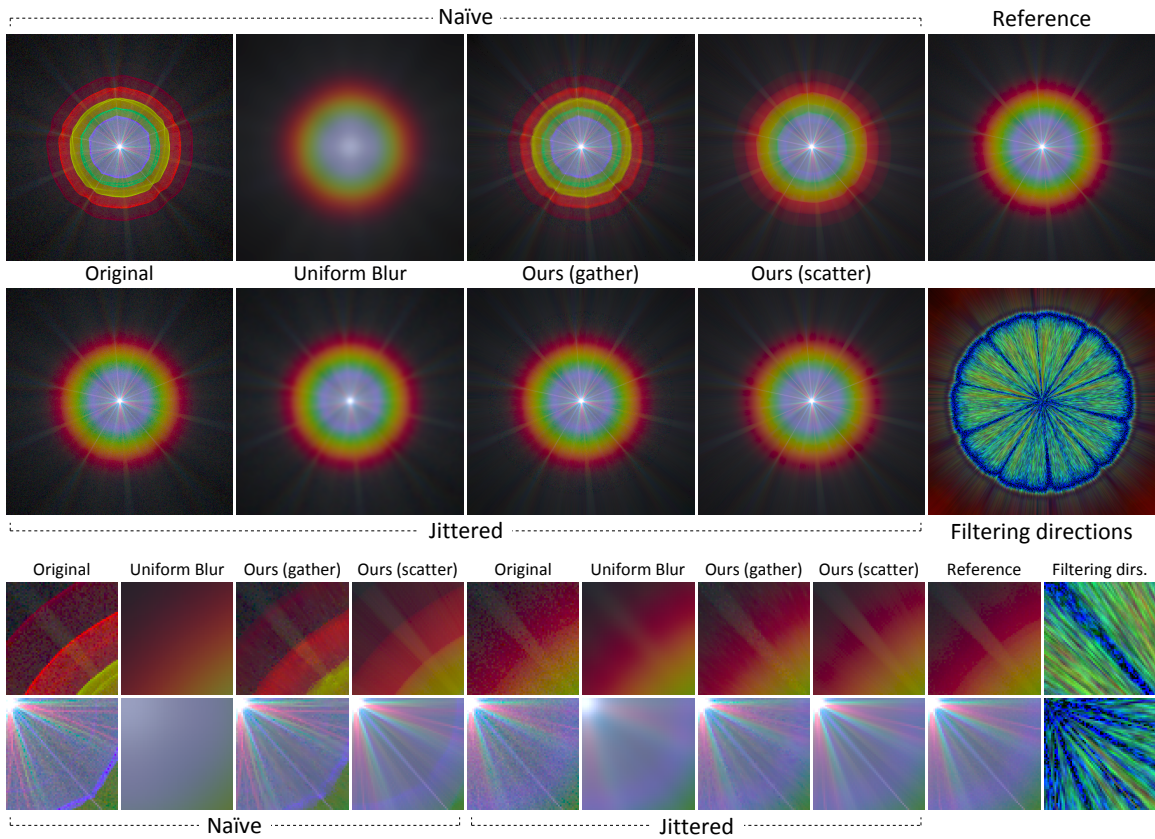 Naïve
Reference
Original
Uniform Blur
Ours (gather)
Ours (scatter)
Jittered
Filtering directions
Original
Uniform Blur
Ours (gather)
Ours (scatter)
Original
Uniform Blur
Ours (gather)
Ours (scatter)
Reference
Filtering dirs.
Naïve
Jittered